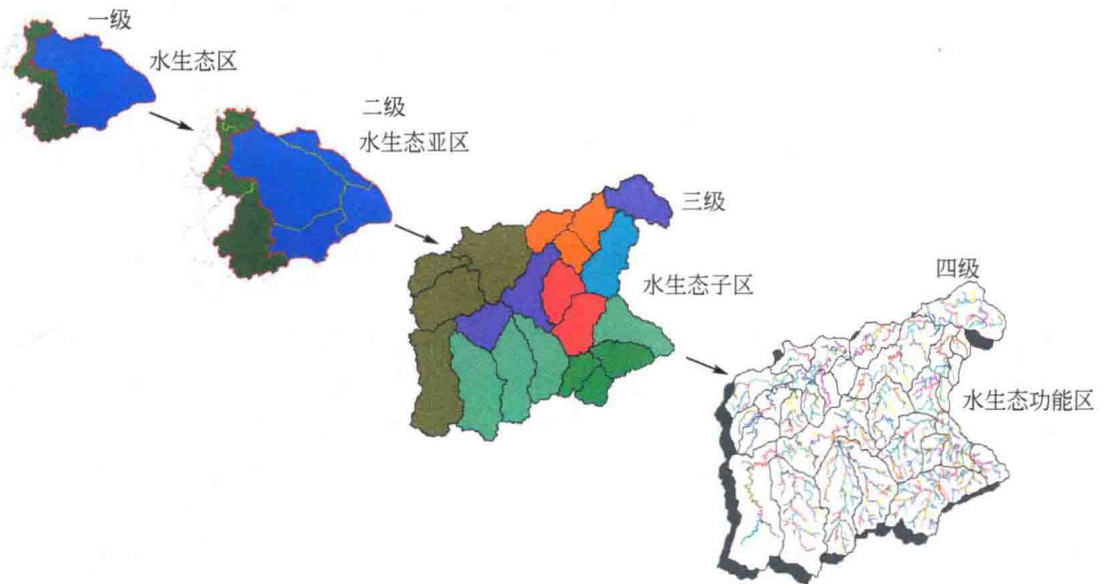 一级
水生态区
二级
水生态亚区
三级
水生态子区
四级
水生态功能区